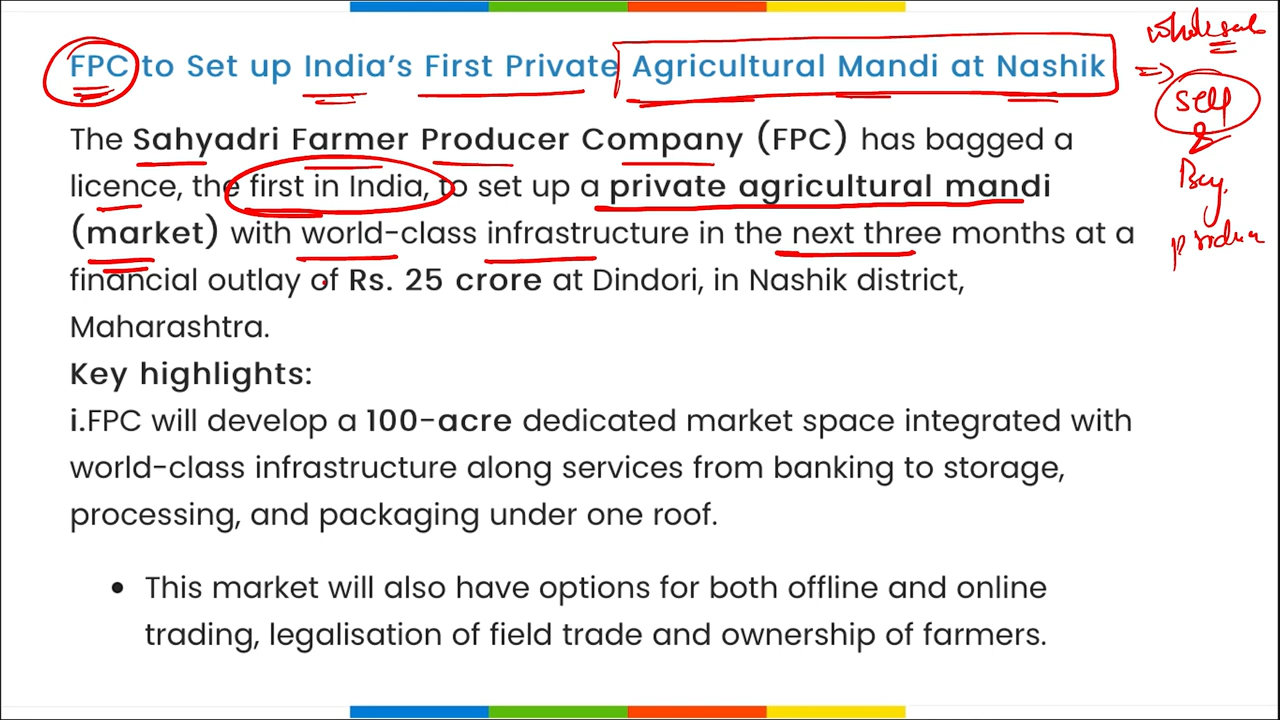 FPC to Set up India's First Private Agricultural Mandi at Nashik
The Sahyadri Farmer Producer Company (FPC) has bagged a
licence, the first in India, to set up a private agricultural mandi
(market) with world-class infrastructure in the next three months at a
financial outlay of Rs. 25 crore at Dindori, in Nashik district,
Maharashtra.
Key highlights:
i.FPC will develop a 100-acre dedicated market space integrated with
world-class infrastructure along services from banking to storage,
processing, and packaging under one roof.
• This market will also have options for both offline and online
trading, legalisation of field trade and ownership of farmers.
wholesale
⇒
sell
&
Buy